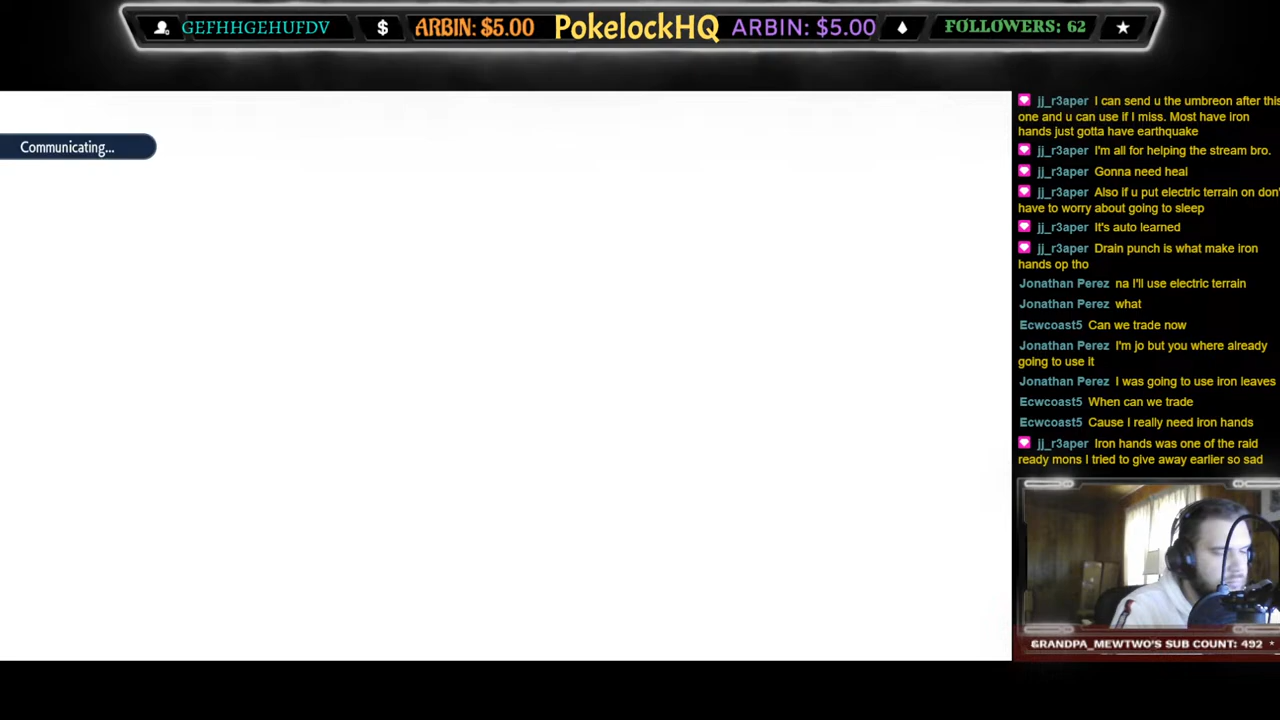 GEFHHGEHUFDV $ ARBIN: $5.00 PokelockHQ ARBIN: $5.00 FOLLOWERS: 62
Communicating...
jj_r3aper I can send u the umbreon after this
one and u can use if I miss. Most have iron
hands just gotta have earthquake
jj_r3aper I'm all for helping the stream bro.
jj_r3aper Gonna need heal
jj_r3aper Also if u put electric terrain on don'
have to worry about going to sleep
jj_r3aper It's auto learned
jj_r3aper Drain punch is what make iron
hands op tho
Jonathan Perez na I'll use electric terrain
Jonathan Perez what
Ecwcoast5 Can we trade now
Jonathan Perez I'm jo but you where already
going to use it
Jonathan Perez I was going to use iron leaves
Ecwcoast5 When can we trade
Ecwcoast5 Cause I really need iron hands
jj_r3aper Iron hands was one of the raid
ready mons I tried to give away earlier so sad
GRANDPA_MEWTWO'S SUB COUNT: 492 *